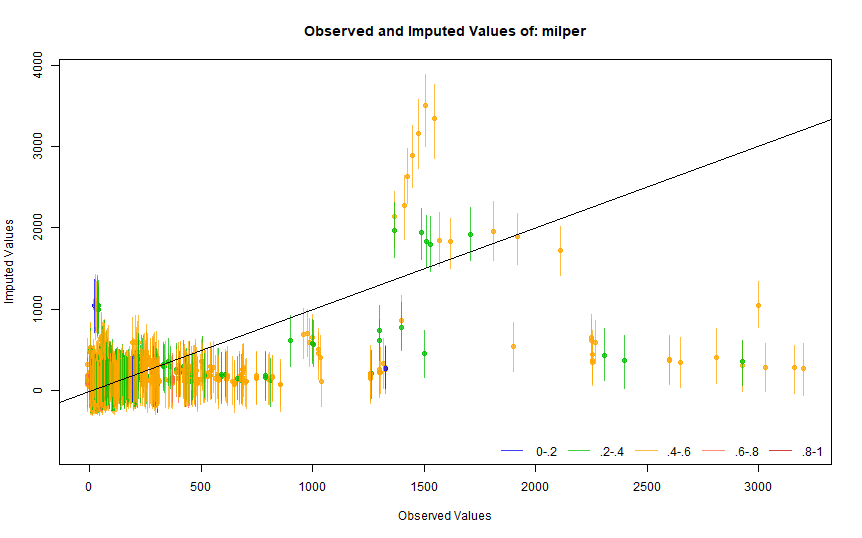 Observed and Imputed Values of: milper
Imputed Values
4000
3000
2000
1000
0
0-.2 .2-.4 .4-.6 .6-.8 .8-1
0 500 1000 1500 2000 2500 3000
Observed Values